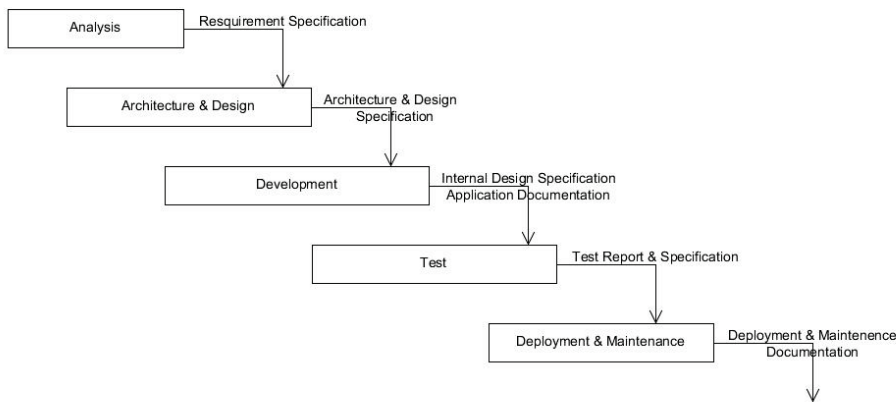 Analysis
Resquirement Specification
Architecture & Design
Architecture & Design
Specification
Development
Internal Design Specification
Application Documentation
Test
Test Report & Specification
Deployment & Maintenance
Deployment & Maintenence
Documentation